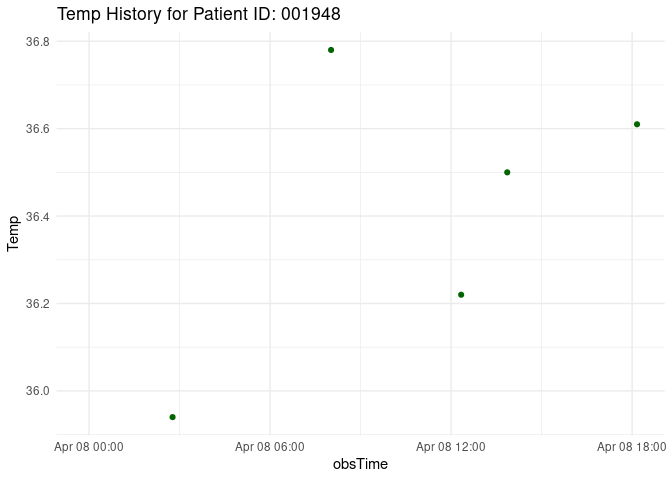 Temp History for Patient ID: 001948
36.8
36.6
36.4
36.2
36.0
Temp
Apr 08 00:00 Apr 08 06:00 Apr 08 12:00 Apr 08 18:00
obsTime